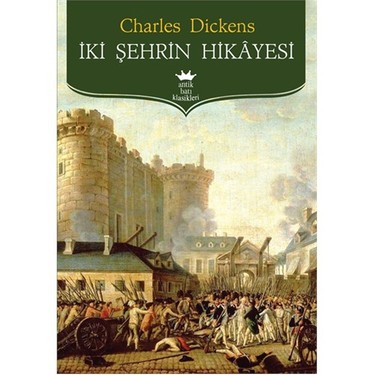 Charles Dickens
İKİ ŞEHRİN HİKÂYESİ
antik
batı
klasikleri